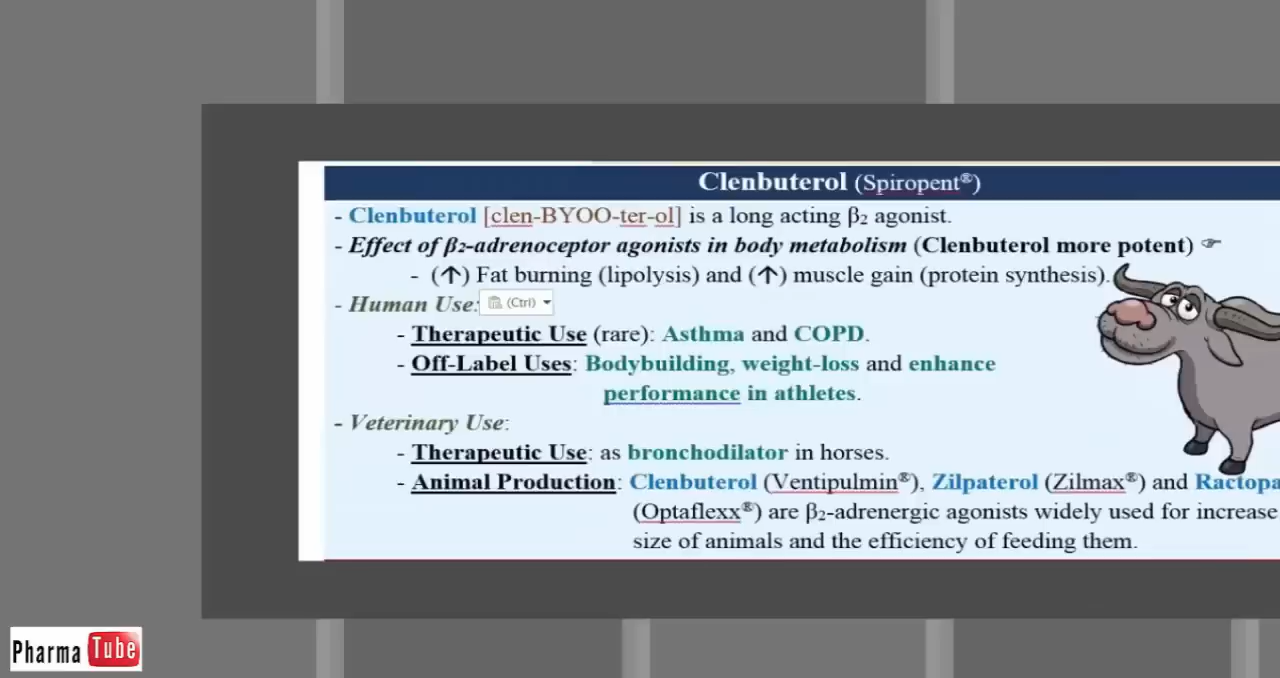 Clenbuterol (Spiropent®)
- Clenbuterol [clen-BYOO-ter-ol] is a long acting β₂ agonist.
- Effect of β₂-adrenoceptor agonists in body metabolism (Clenbuterol more potent) ☞
- (↑) Fat burning (lipolysis) and (↑) muscle gain (protein synthesis).
- Human Use: (Ctrl)
- Therapeutic Use (rare): Asthma and COPD.
- Off-Label Uses: Bodybuilding, weight-loss and enhance
performance in athletes.
- Veterinary Use:
- Therapeutic Use: as bronchodilator in horses.
- Animal Production: Clenbuterol (Ventipulmin®), Zilpaterol (Zilmax®) and Ractopa
(Optaflexx®) are β₂-adrenergic agonists widely used for increase
size of animals and the efficiency of feeding them.
Pharma Tube